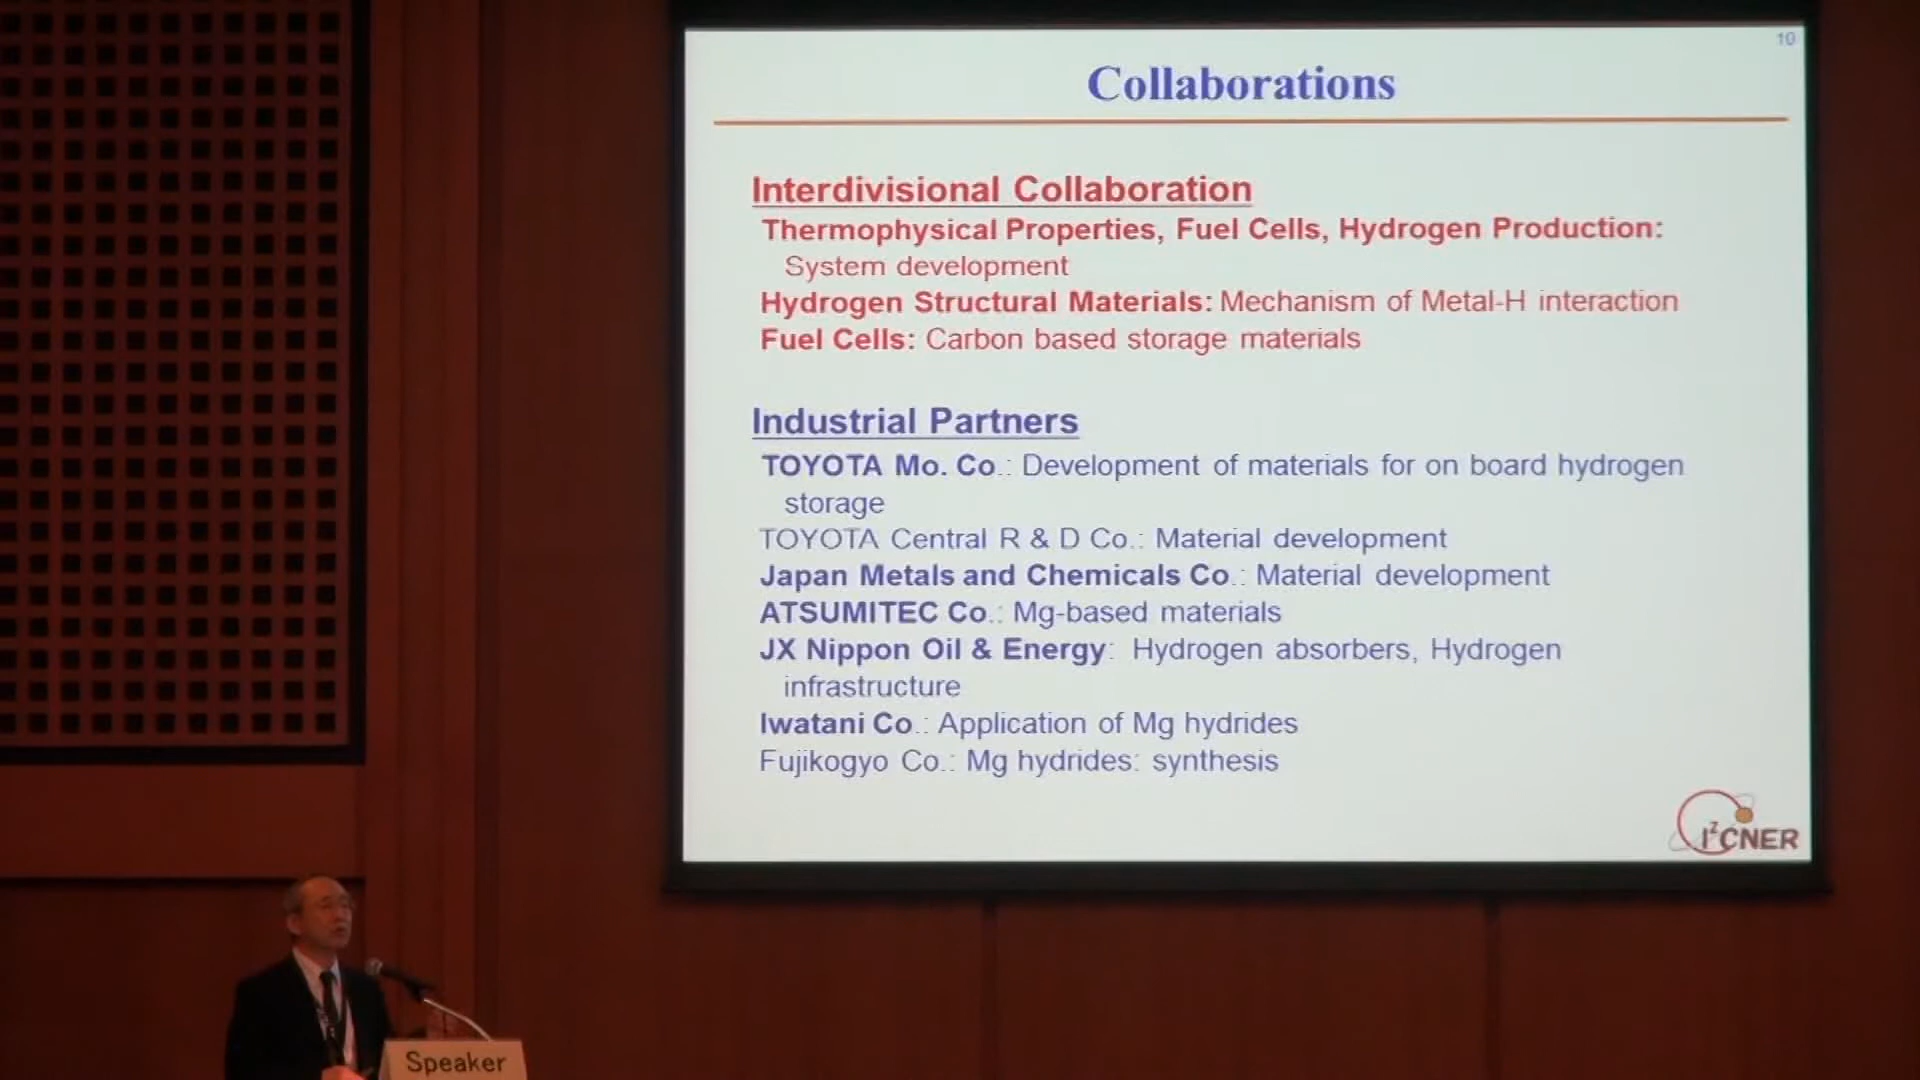 10
Collaborations
Interdivisional Collaboration
Thermophysical Properties, Fuel Cells, Hydrogen Production:
System development
Hydrogen Structural Materials: Mechanism of Metal-H interaction
Fuel Cells: Carbon based storage materials
Industrial Partners
TOYOTA Mo. Co.: Development of materials for on board hydrogen
storage
TOYOTA Central R & D Co.: Material development
Japan Metals and Chemicals Co.: Material development
ATSUMITEC Co.: Mg-based materials
JX Nippon Oil & Energy: Hydrogen absorbers, Hydrogen
infrastructure
Iwatani Co.: Application of Mg hydrides
Fujikogyo Co.: Mg hydrides: synthesis
I²CNER
Speaker